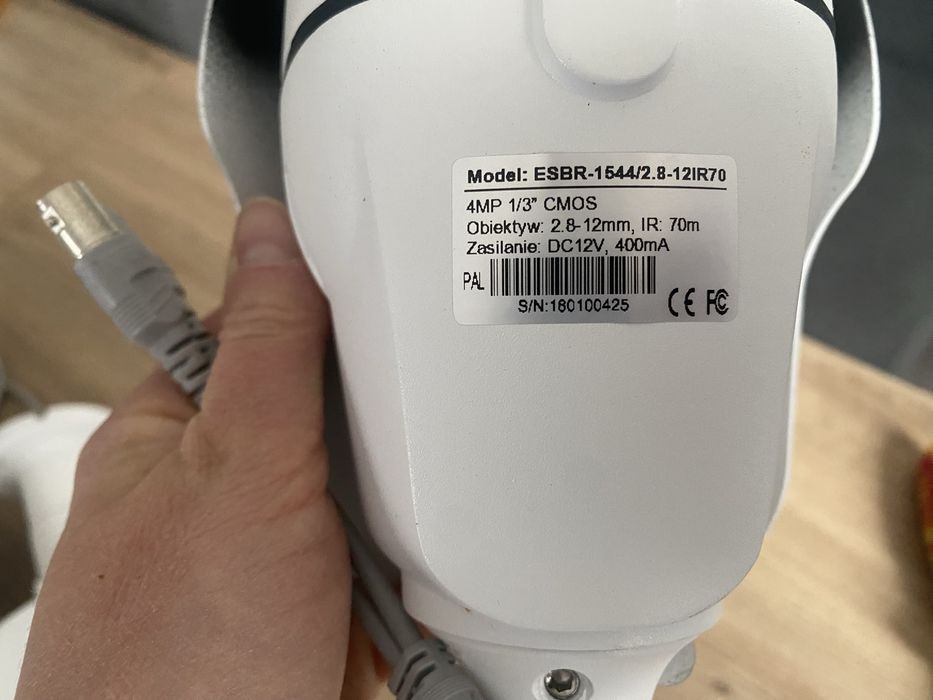 Model: ESBR-1544/2.8-12IR70
4MP 1/3” CMOS
Obiektyw: 2.8-12mm, IR: 70m
Zasilanie: DC12V, 400mA
PAL
S/N:180100425
CE FC